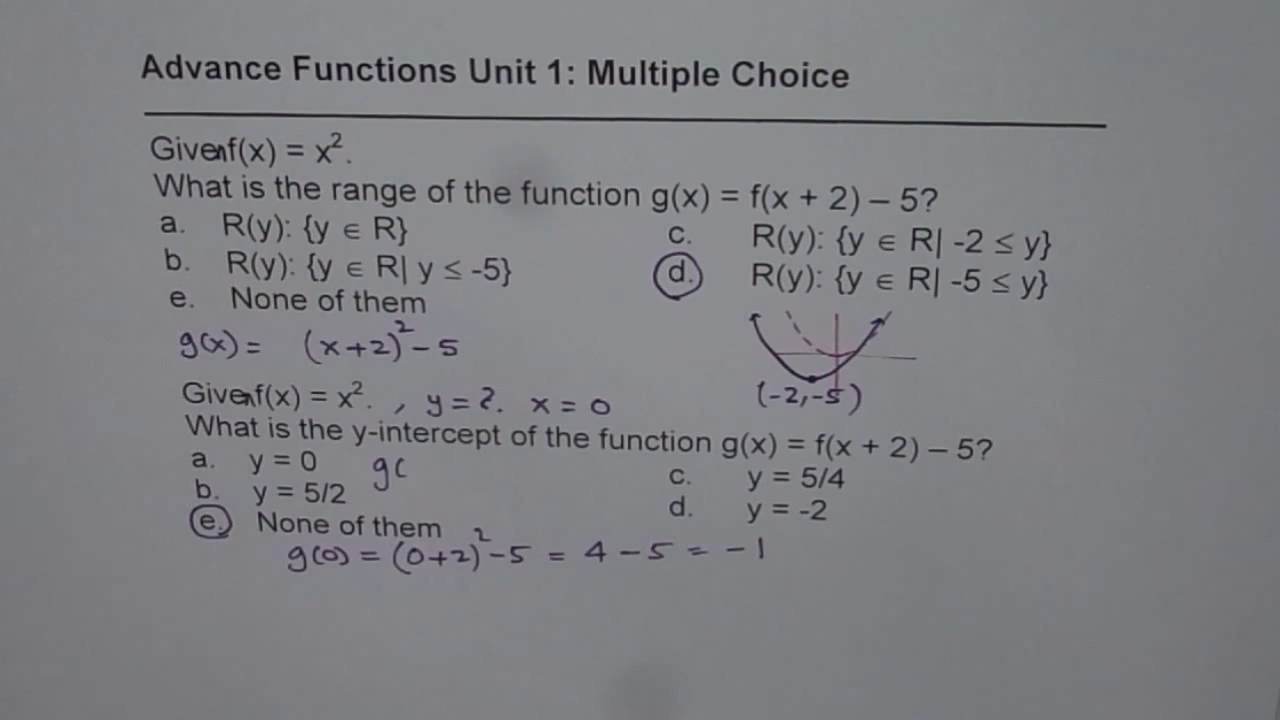 Advance Functions Unit 1: Multiple Choice
Givenf(x) = x².
What is the range of the function g(x) = f(x + 2) – 5?
a. R(y): {y ∈ R} c. R(y): {y ∈ R| -2 ≤ y}
b. R(y): {y ∈ R| y ≤ -5} d. R(y): {y ∈ R| -5 ≤ y}
e. None of them
g(x) = (x+2)² - 5
(-2,-5)
Givenf(x) = x². , y = ?. x = 0
What is the y-intercept of the function g(x) = f(x + 2) – 5?
a. y = 0 g( c. y = 5/4
b. y = 5/2 d. y = -2
e. None of them
g(0) = (0+2)² - 5 = 4 - 5 = -1